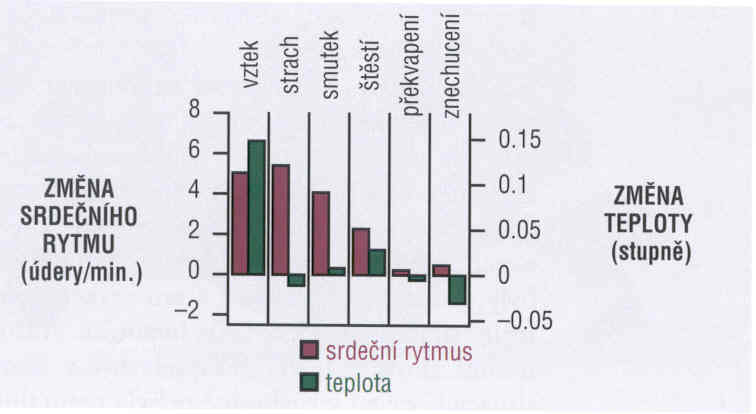 vztek
strach
smutek
štěstí
překvapení
znechucení
8
6
4
2
0
−2
ZMĚNA
SRDEČNÍHO
RYTMU
(údery/min.)
0.15
0.1
0.05
0
−0.05
ZMĚNA
TEPLOTY
(stupně)
srdeční rytmus
teplota